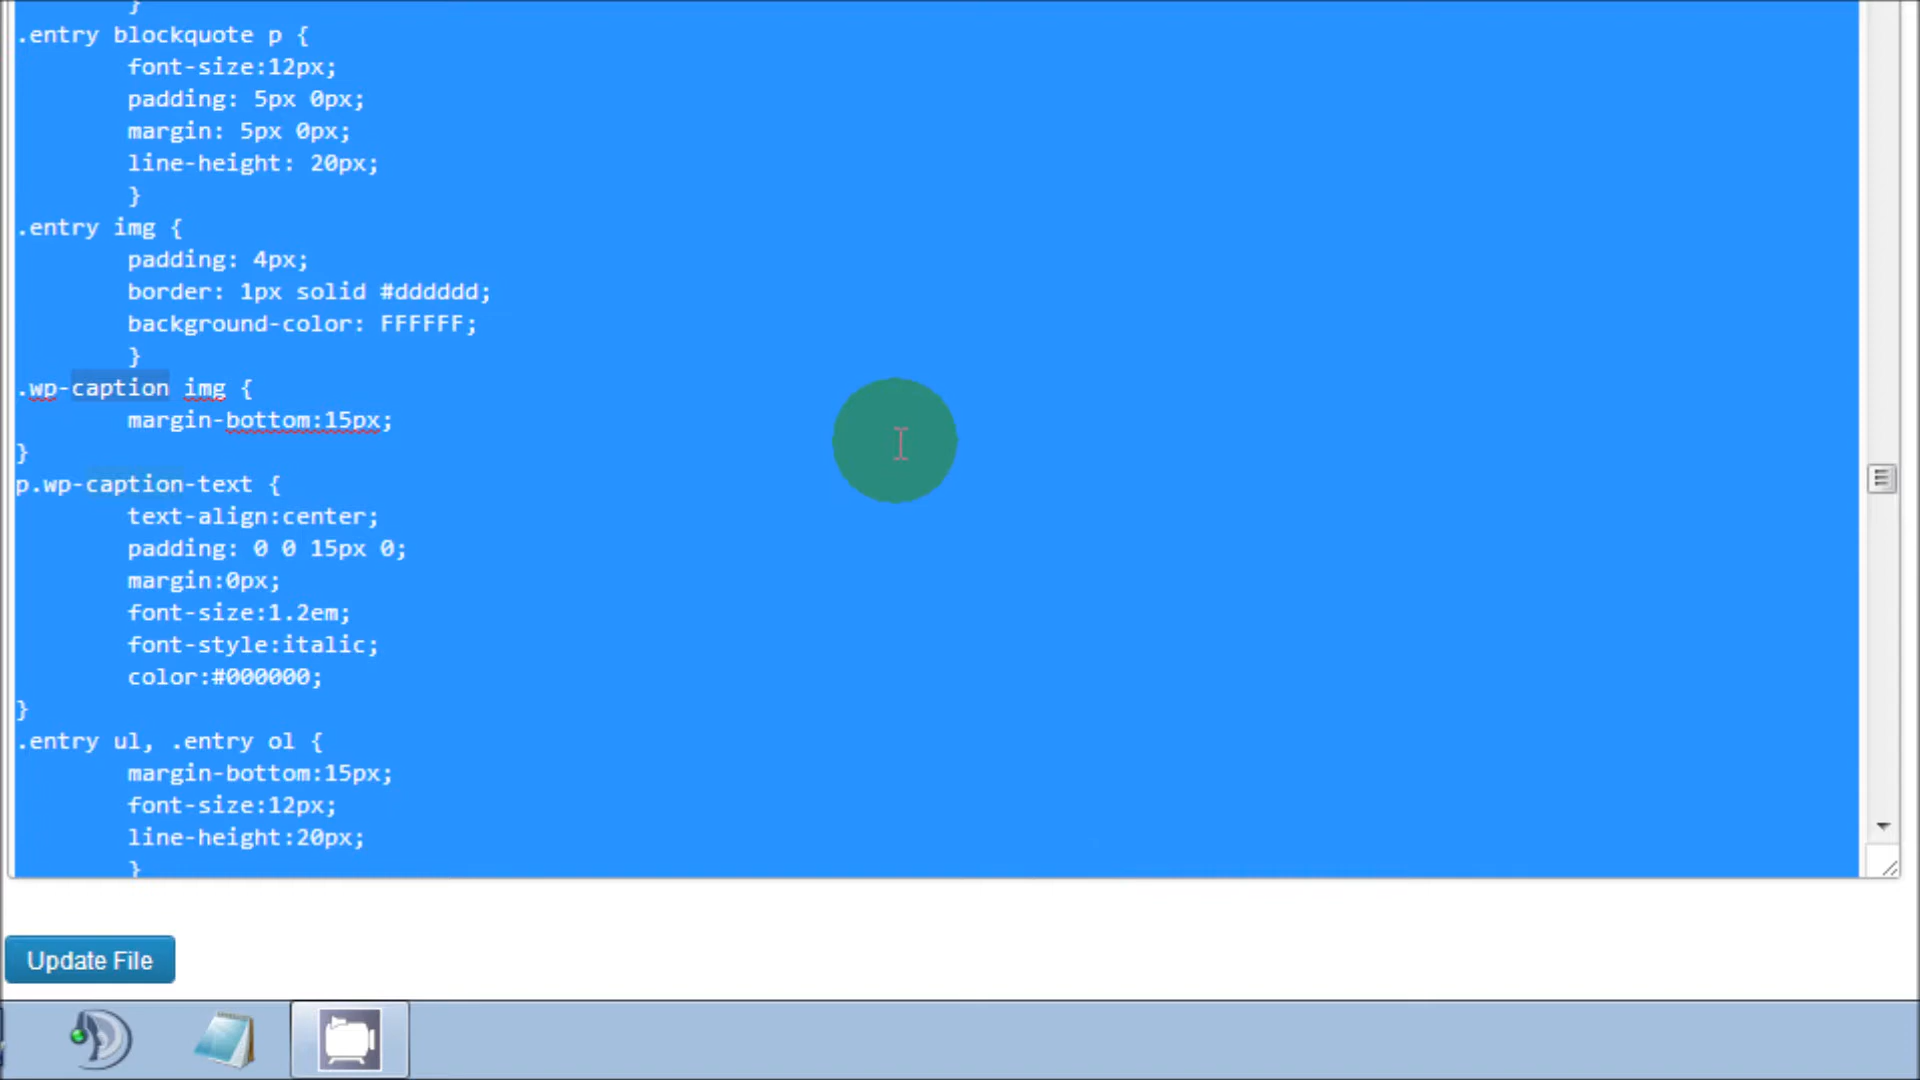 }
.entry blockquote p {
font-size:12px;
padding: 5px 0px;
margin: 5px 0px;
line-height: 20px;
}
.entry img {
padding: 4px;
border: 1px solid #dddddd;
background-color: FFFFFF;
}
.wp-caption img {
margin-bottom:15px;
}
p.wp-caption-text {
text-align:center;
padding: 0 0 15px 0;
margin:0px;
font-size:1.2em;
font-style:italic;
color:#000000;
}
.entry ul, .entry ol {
margin-bottom:15px;
font-size:12px;
line-height:20px;
}
Update File